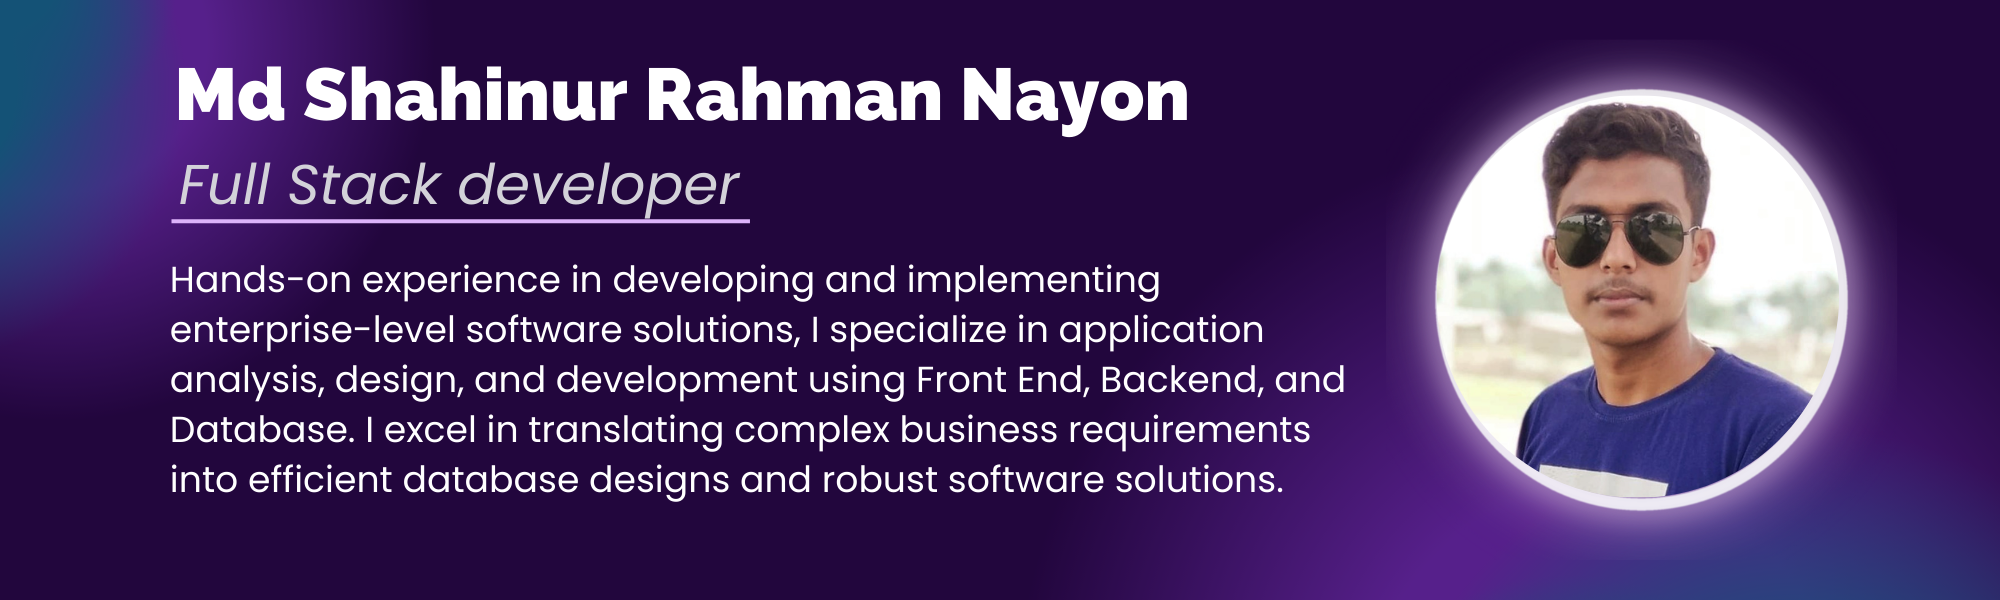 Md Shahinur Rahman Nayon
Full Stack developer
Hands-on experience in developing and implementing
enterprise-level software solutions, I specialize in application
analysis, design, and development using Front End, Backend, and
Database. I excel in translating complex business requirements
into efficient database designs and robust software solutions.